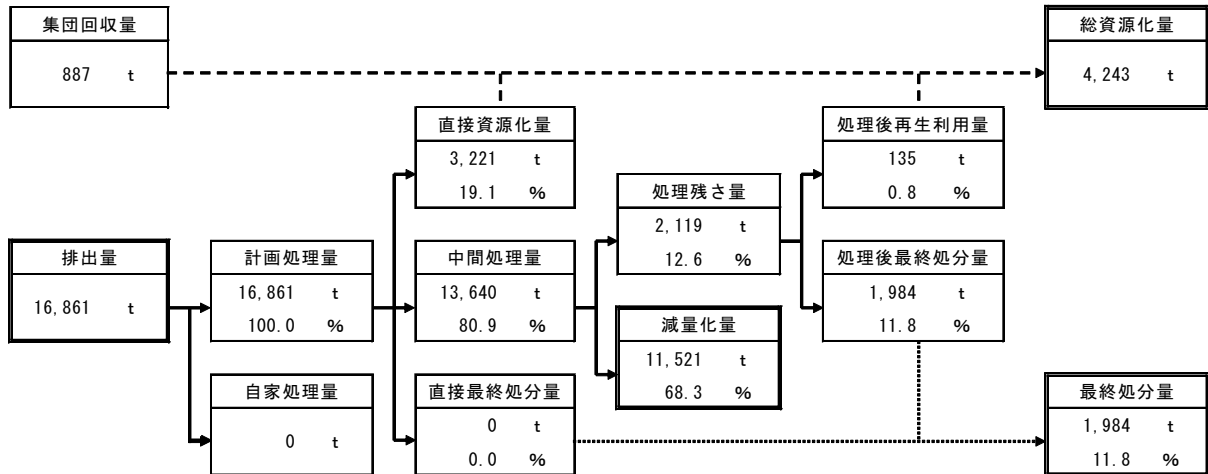 集団回収量
887 t
総資源化量
4,243 t
直接資源化量
3,221 t
19.1 %
処理後再生利用量
135 t
0.8 %
処理残さ量
2,119 t
12.6 %
排出量
16,861 t
計画処理量
16,861 t
100.0 %
中間処理量
13,640 t
80.9 %
処理後最終処分量
1,984 t
11.8 %
減量化量
11,521 t
68.3 %
自家処理量
0 t
直接最終処分量
0 t
0.0 %
最終処分量
1,984 t
11.8 %